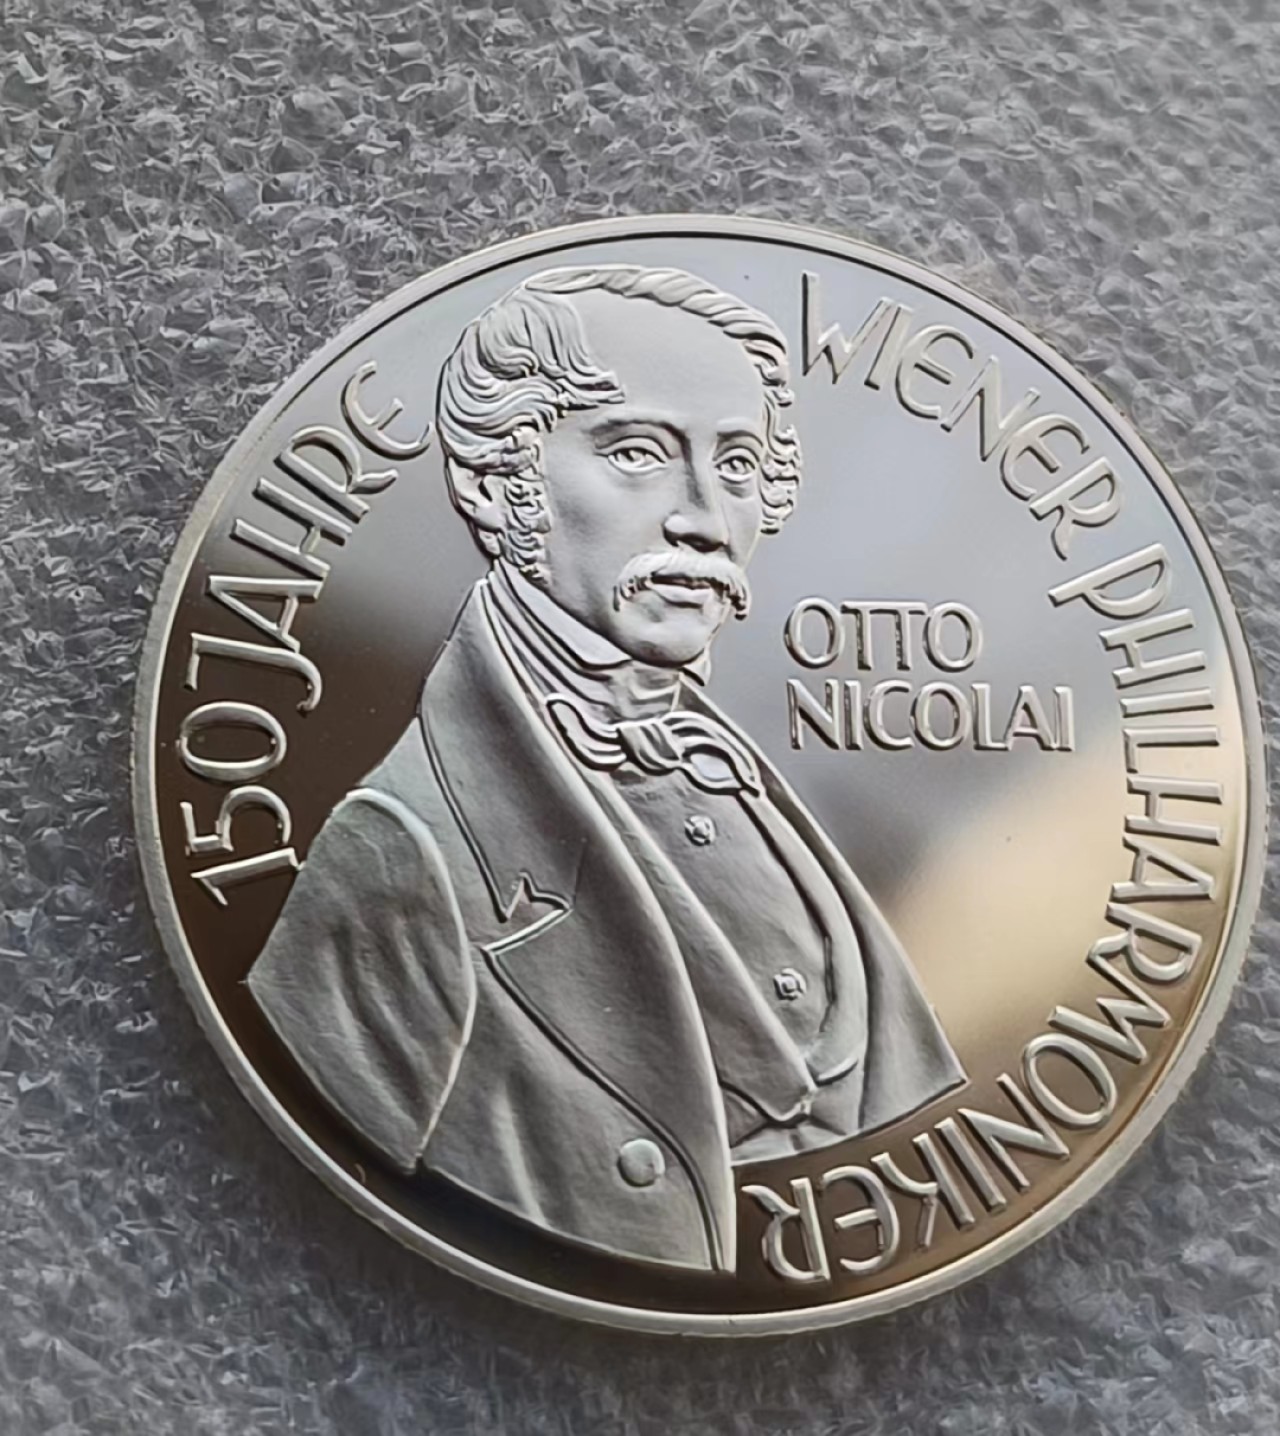 150 JAHRE
WIENER PHILHARMONIKER
OTTO
NICOLAI